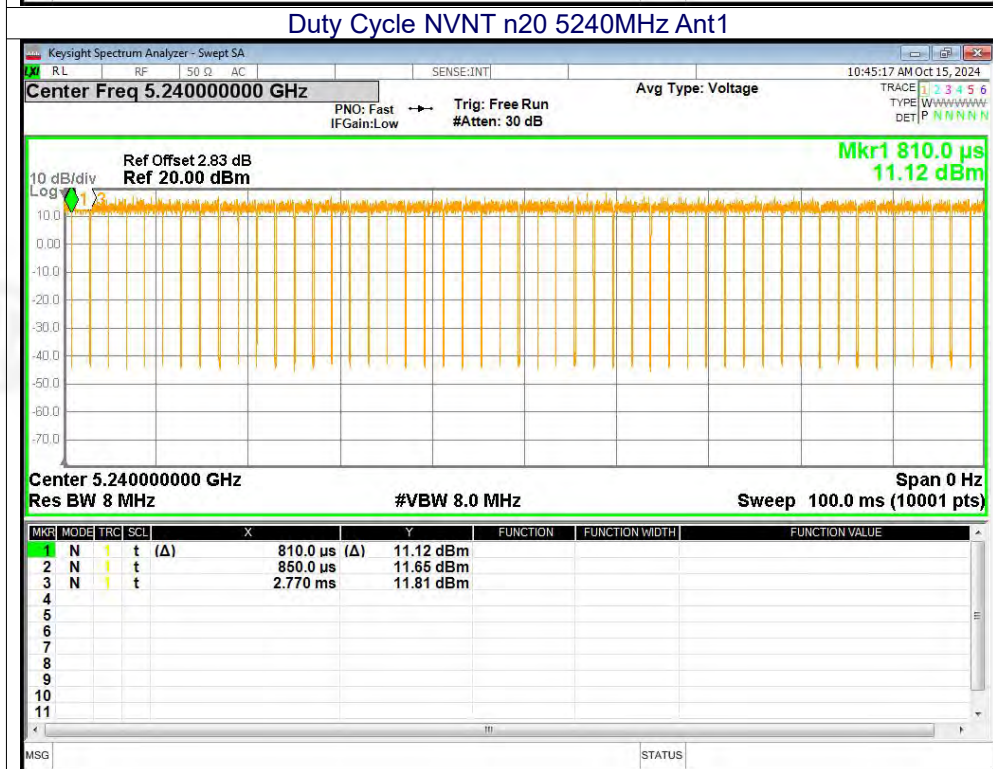 Duty Cycle NVNT n20 5240MHz Ant1
Keysight Spectrum Analyzer - Swept SA
LXI RL RF 50 Ω AC SENSE:INT 10:45:17 AM Oct 15, 2024
Center Freq 5.240000000 GHz Avg Type: Voltage TRACE 1 2 3 4 5 6
PNO: Fast Trig: Free Run TYPE WWWWWW
IFGain:Low #Atten: 30 dB DET P N N N N N
Mkr1 810.0 µs
11.12 dBm
Ref Offset 2.83 dB
10 dB/div Ref 20.00 dBm
Log
1 3
10.0
0.00
-10.0
-20.0
-30.0
-40.0
-50.0
-60.0
-70.0
Center 5.240000000 GHz Span 0 Hz
Res BW 8 MHz #VBW 8.0 MHz Sweep 100.0 ms (10001 pts)
MKR MODE TRC SCL X Y FUNCTION FUNCTION WIDTH FUNCTION VALUE
1 N 1 t (Δ) 810.0 µs (Δ) 11.12 dBm
2 N 1 t 850.0 µs 11.65 dBm
3 N 1 t 2.770 ms 11.81 dBm
4
5
6
7
8
9
10
11
MSG STATUS